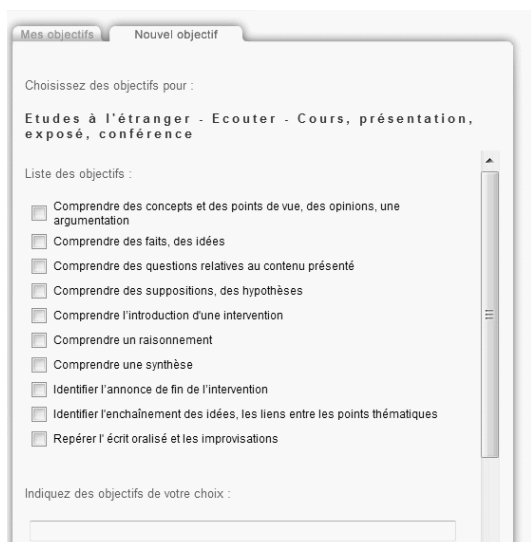 Mes objectifs Nouvel objectif
Choisissez des objectifs pour :
Etudes à l'étranger - Ecouter - Cours, présentation,
exposé, conférence
Liste des objectifs :
Comprendre des concepts et des points de vue, des opinions, une
argumentation
Comprendre des faits, des idées
Comprendre des questions relatives au contenu présenté
Comprendre des suppositions, des hypothèses
Comprendre l'introduction d'une intervention
Comprendre un raisonnement
Comprendre une synthèse
Identifier l'annonce de fin de l'intervention
Identifier l'enchaînement des idées, les liens entre les points thématiques
Repérer l' écrit oralisé et les improvisations
Indiquez des objectifs de votre choix :